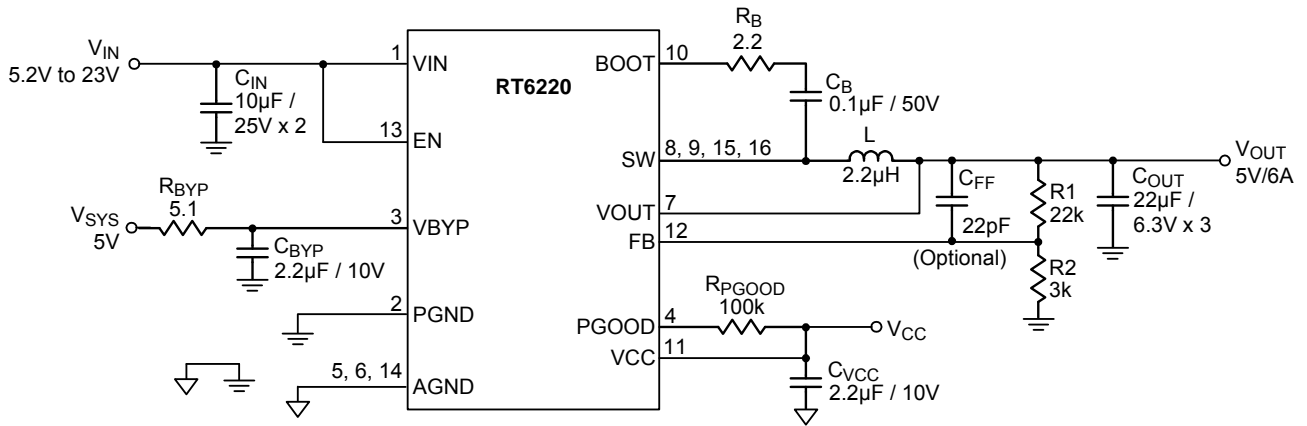 V_IN
5.2V to 23V
C_IN
10µF /
25V x 2
1
VIN
13
EN
V_SYS
5V
R_BYP
5.1
C_BYP
2.2µF / 10V
3
VBYP
2
PGND
5, 6, 14
AGND
RT6220
BOOT
10
R_B
2.2
C_B
0.1µF / 50V
SW
8, 9, 15, 16
L
2.2µH
VOUT
7
FB
12
C_FF
22pF
(Optional)
R1
22k
R2
3k
C_OUT
22µF /
6.3V x 3
V_OUT
5V/6A
PGOOD
4
R_PGOOD
100k
V_CC
VCC
11
C_VCC
2.2µF / 10V